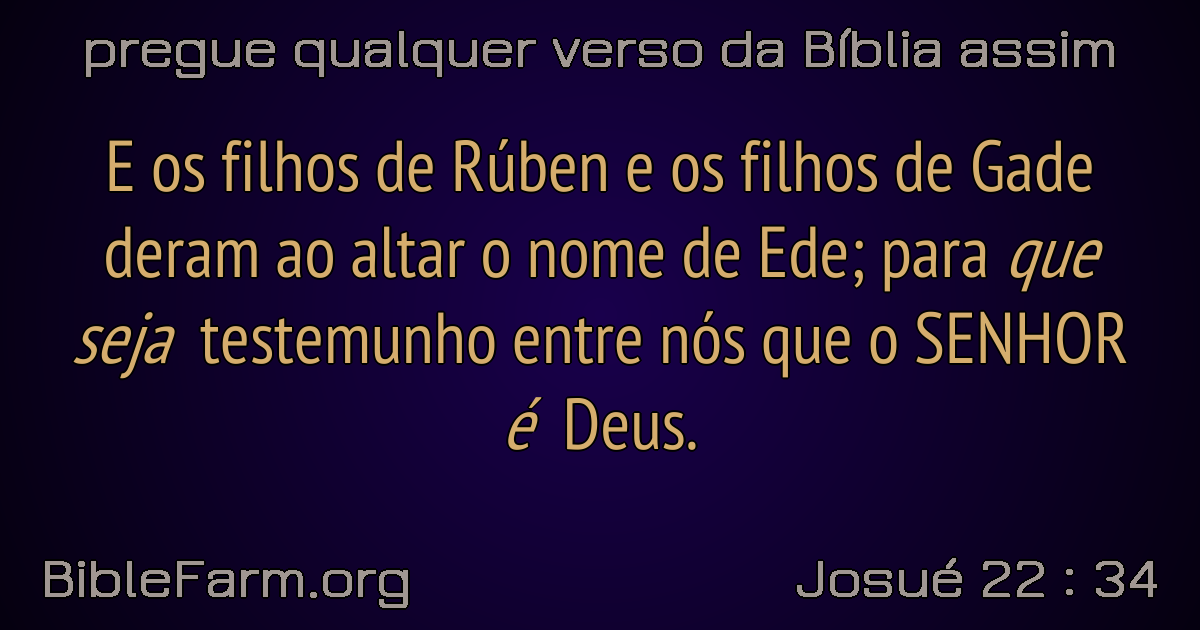 pregue qualquer verso da Bíblia assim
E os filhos de Rúben e os filhos de Gade
deram ao altar o nome de Ede; para que
seja testemunho entre nós que o SENHOR
é Deus.
BibleFarm.org
Josué 22 : 34